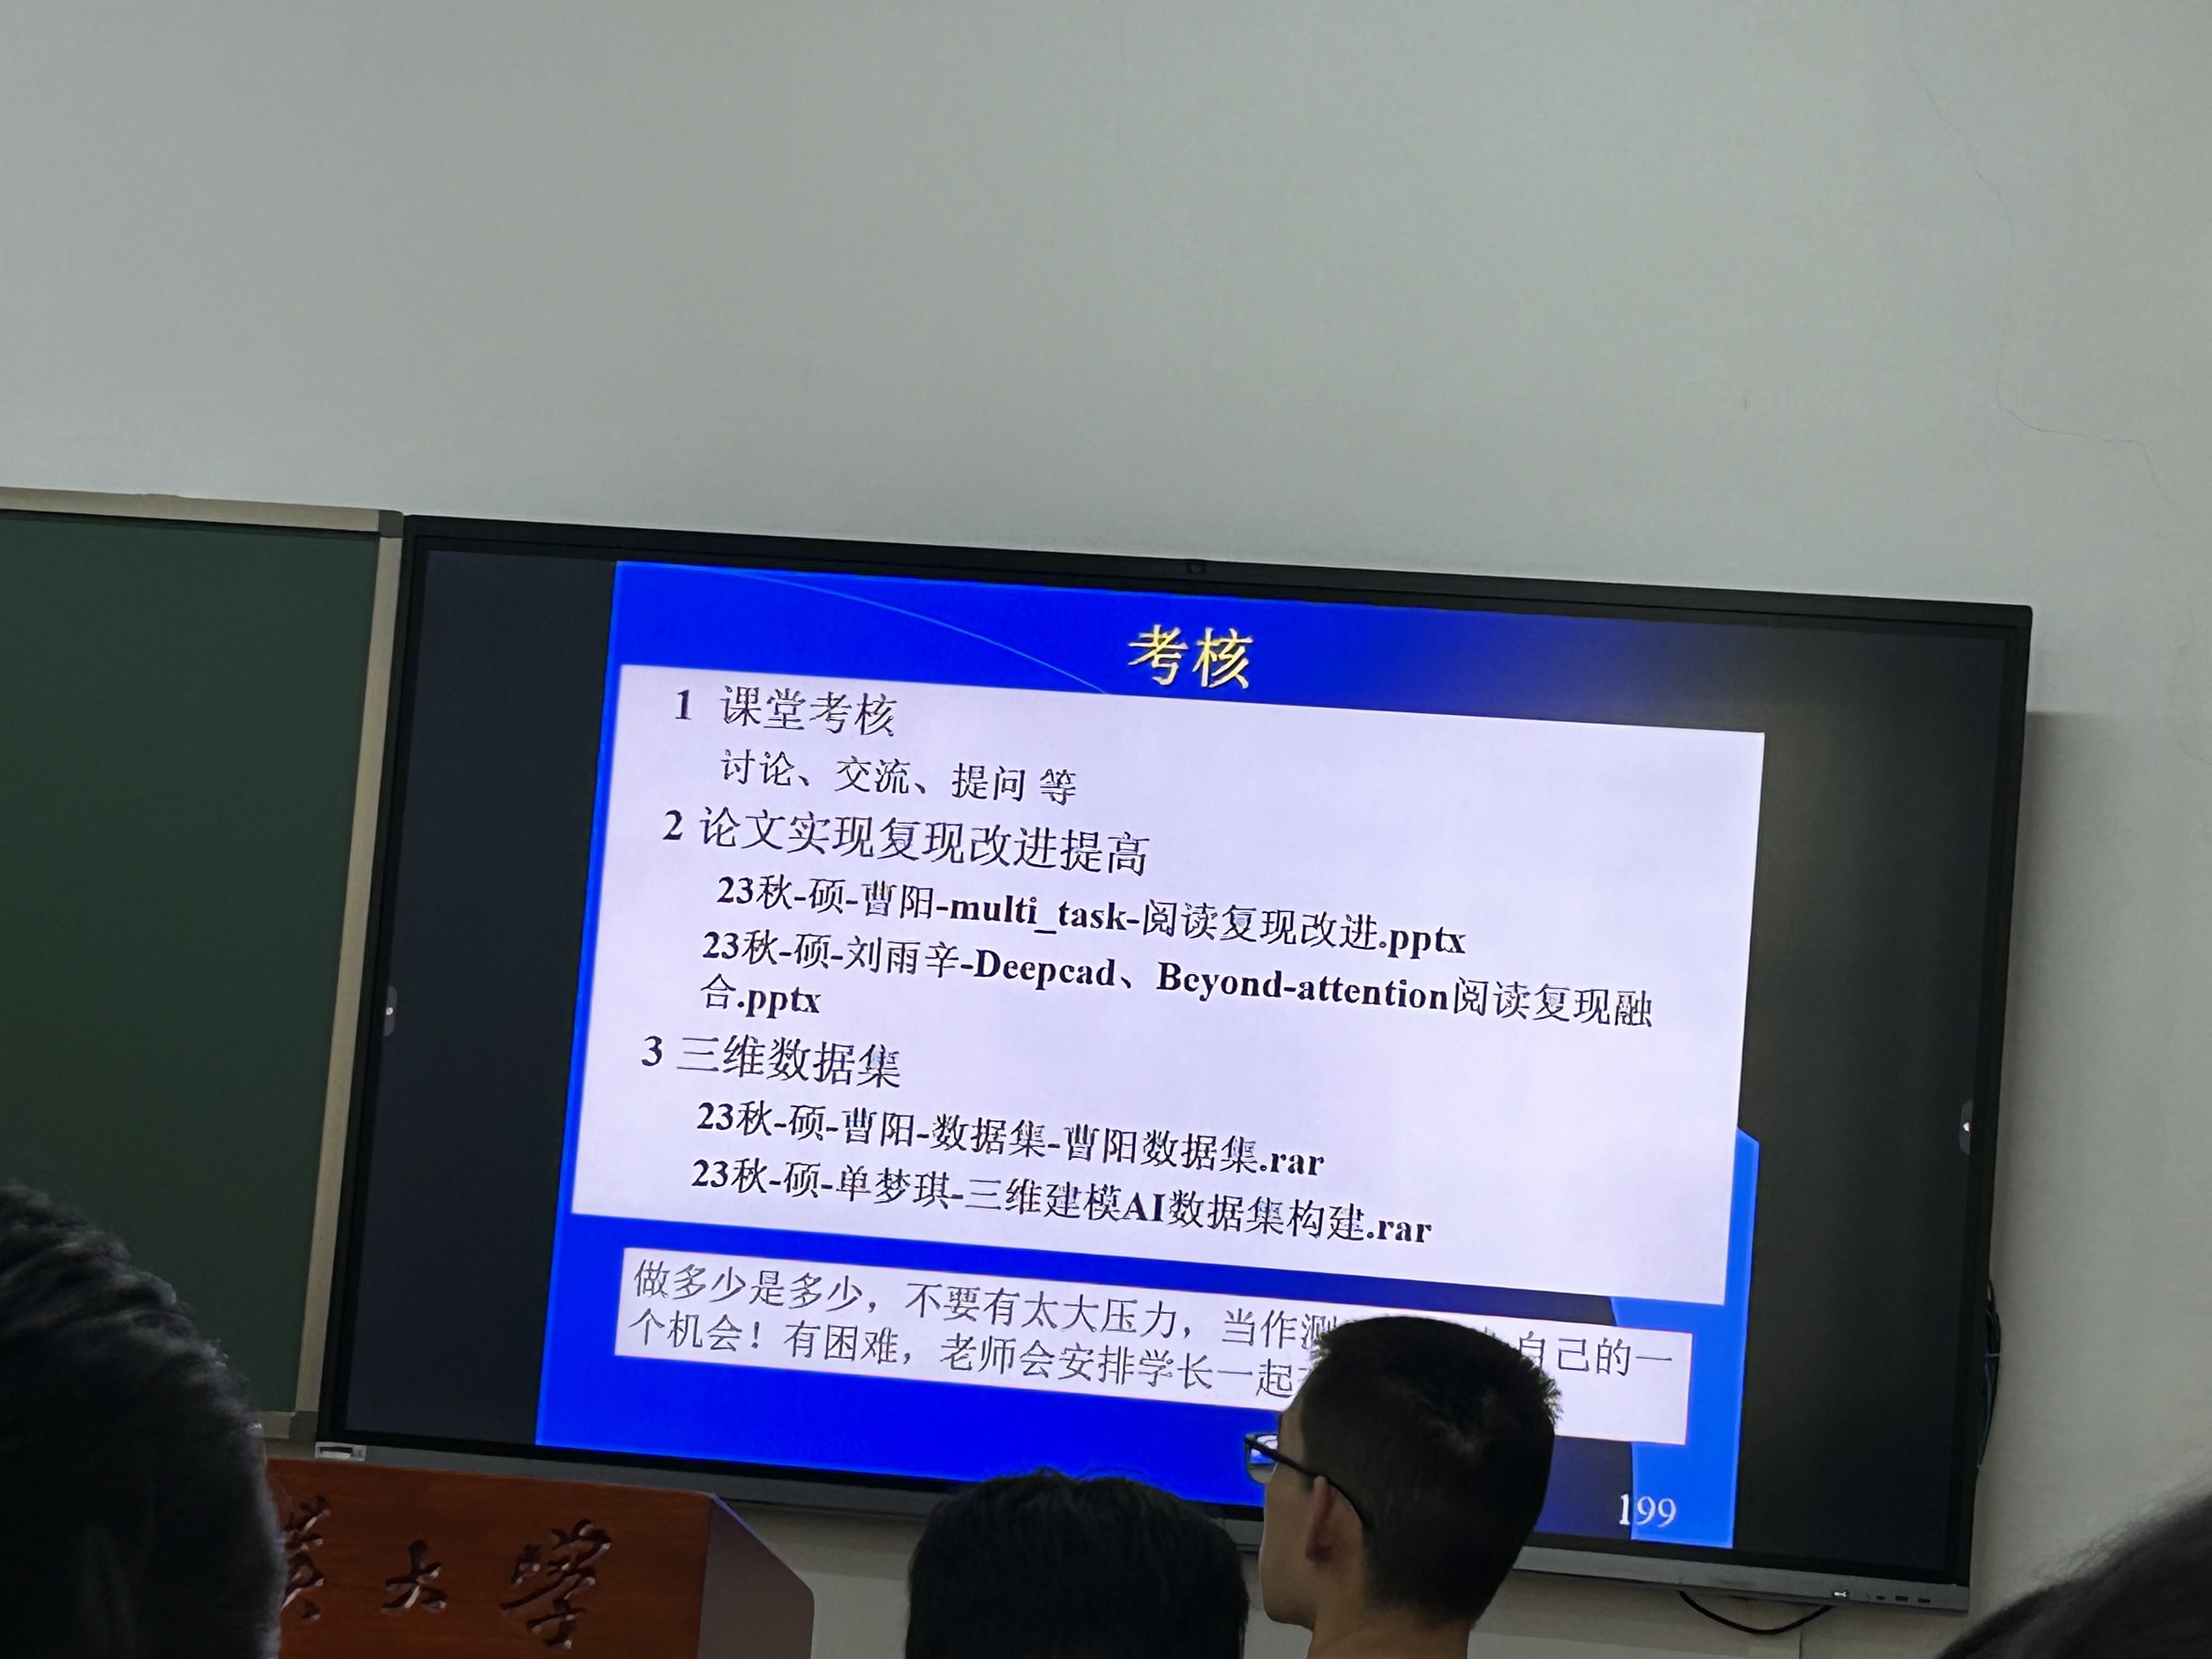 考核
1 课堂考核
讨论、交流、提问 等
2 论文实现复现改进提高
23秋-硕-曹阳-multi_task-阅读复现改进.pptx
23秋-硕-刘雨辛-Deepcad、Beyond-attention阅读复现融
合.pptx
3 三维数据集
23秋-硕-曹阳-数据集-曹阳数据集.rar
23秋-硕-单梦琪-三维建模AI数据集构建.rar
做多少是多少，不要有太大压力，当作测 自己的一
个机会！有困难，老师会安排学长一起
199
大学